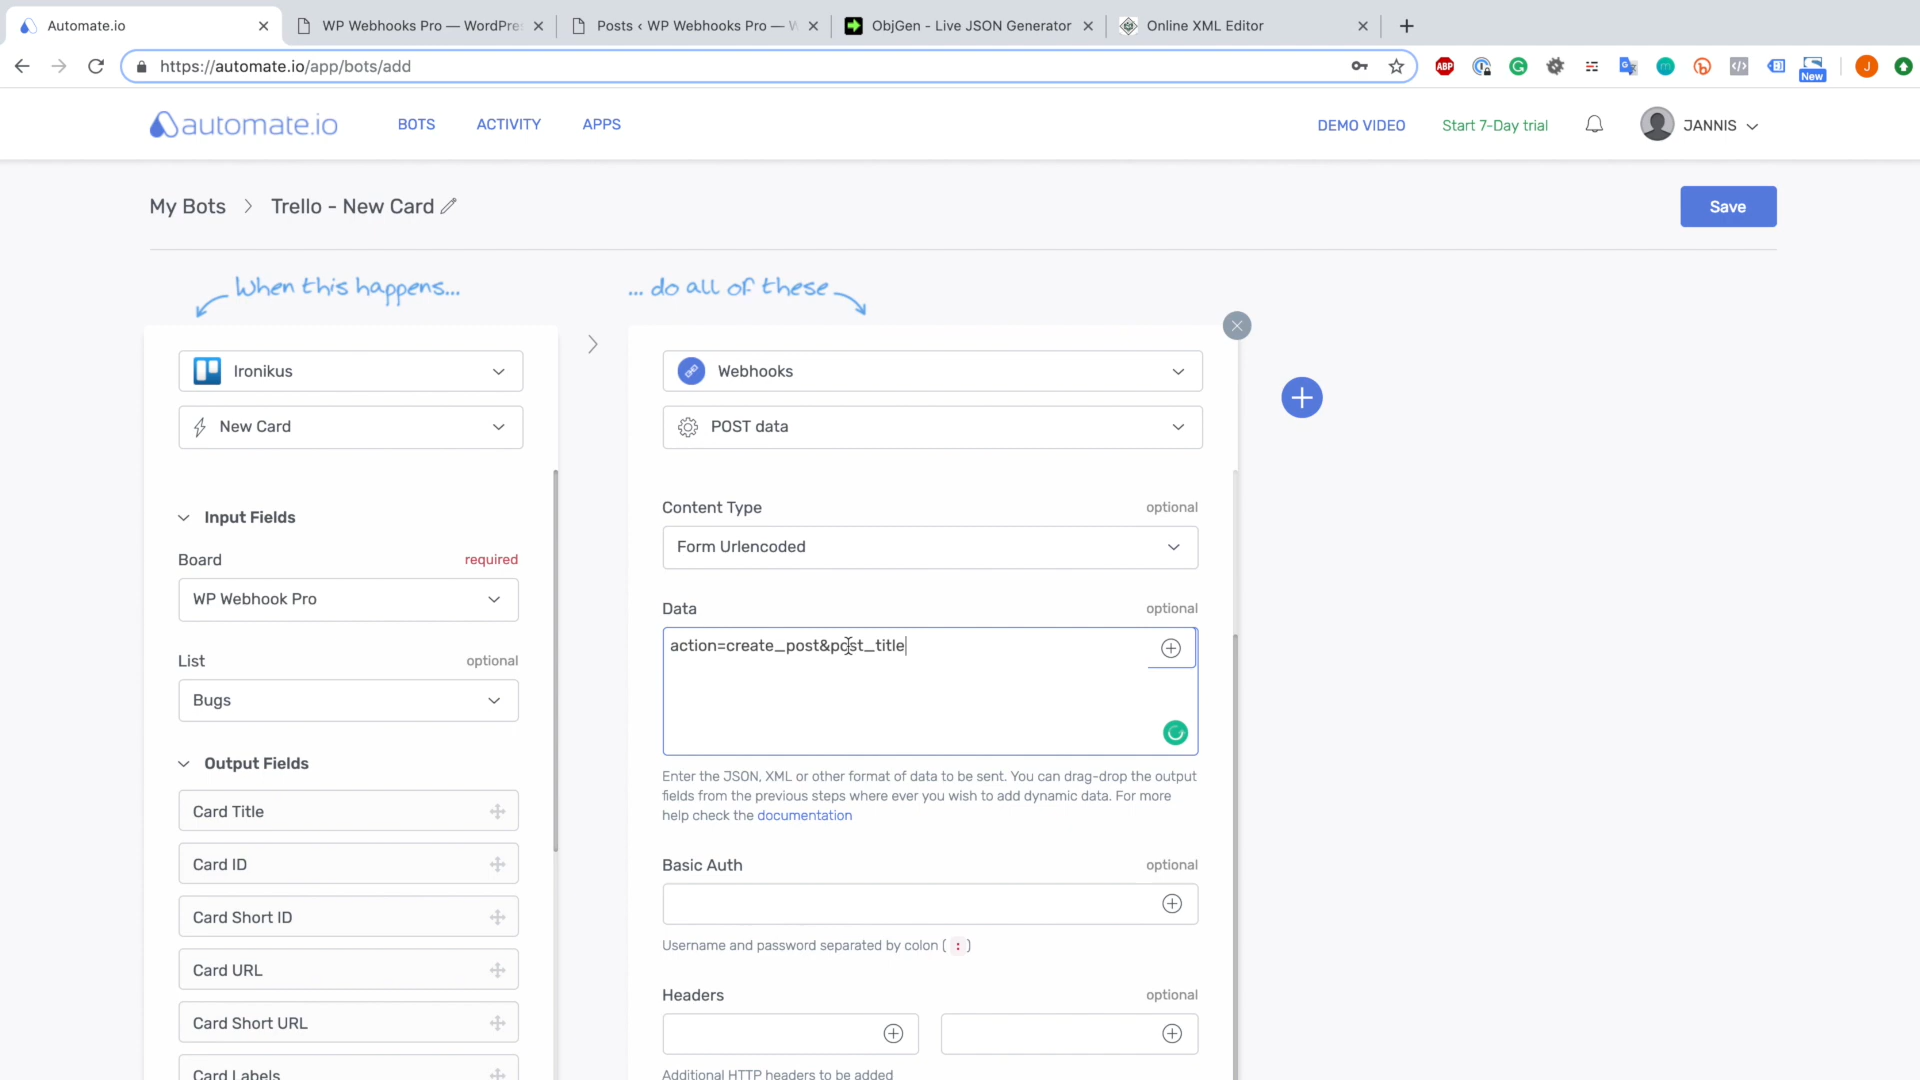 Automate.io
WP Webhooks Pro — WordPre
Posts ‹ WP Webhooks Pro — W
ObjGen - Live JSON Generator
Online XML Editor
https://automate.io/app/bots/add
ABP
New
J
automate.io
BOTS
ACTIVITY
APPS
DEMO VIDEO
Start 7-Day trial
JANNIS
My Bots > Trello - New Card
Save
When this happens...
... do all of these
Ironikus
New Card
Input Fields
Board required
WP Webhook Pro
List optional
Bugs
Output Fields
Card Title
Card ID
Card Short ID
Card URL
Card Short URL
Card Labels
Webhooks
POST data
Content Type optional
Form Urlencoded
Data optional
action=create_post&post_title
Enter the JSON, XML or other format of data to be sent. You can drag-drop the output
fields from the previous steps where ever you wish to add dynamic data. For more
help check the documentation
Basic Auth optional
Username and password separated by colon ( : )
Headers optional
Additional HTTP headers to be added